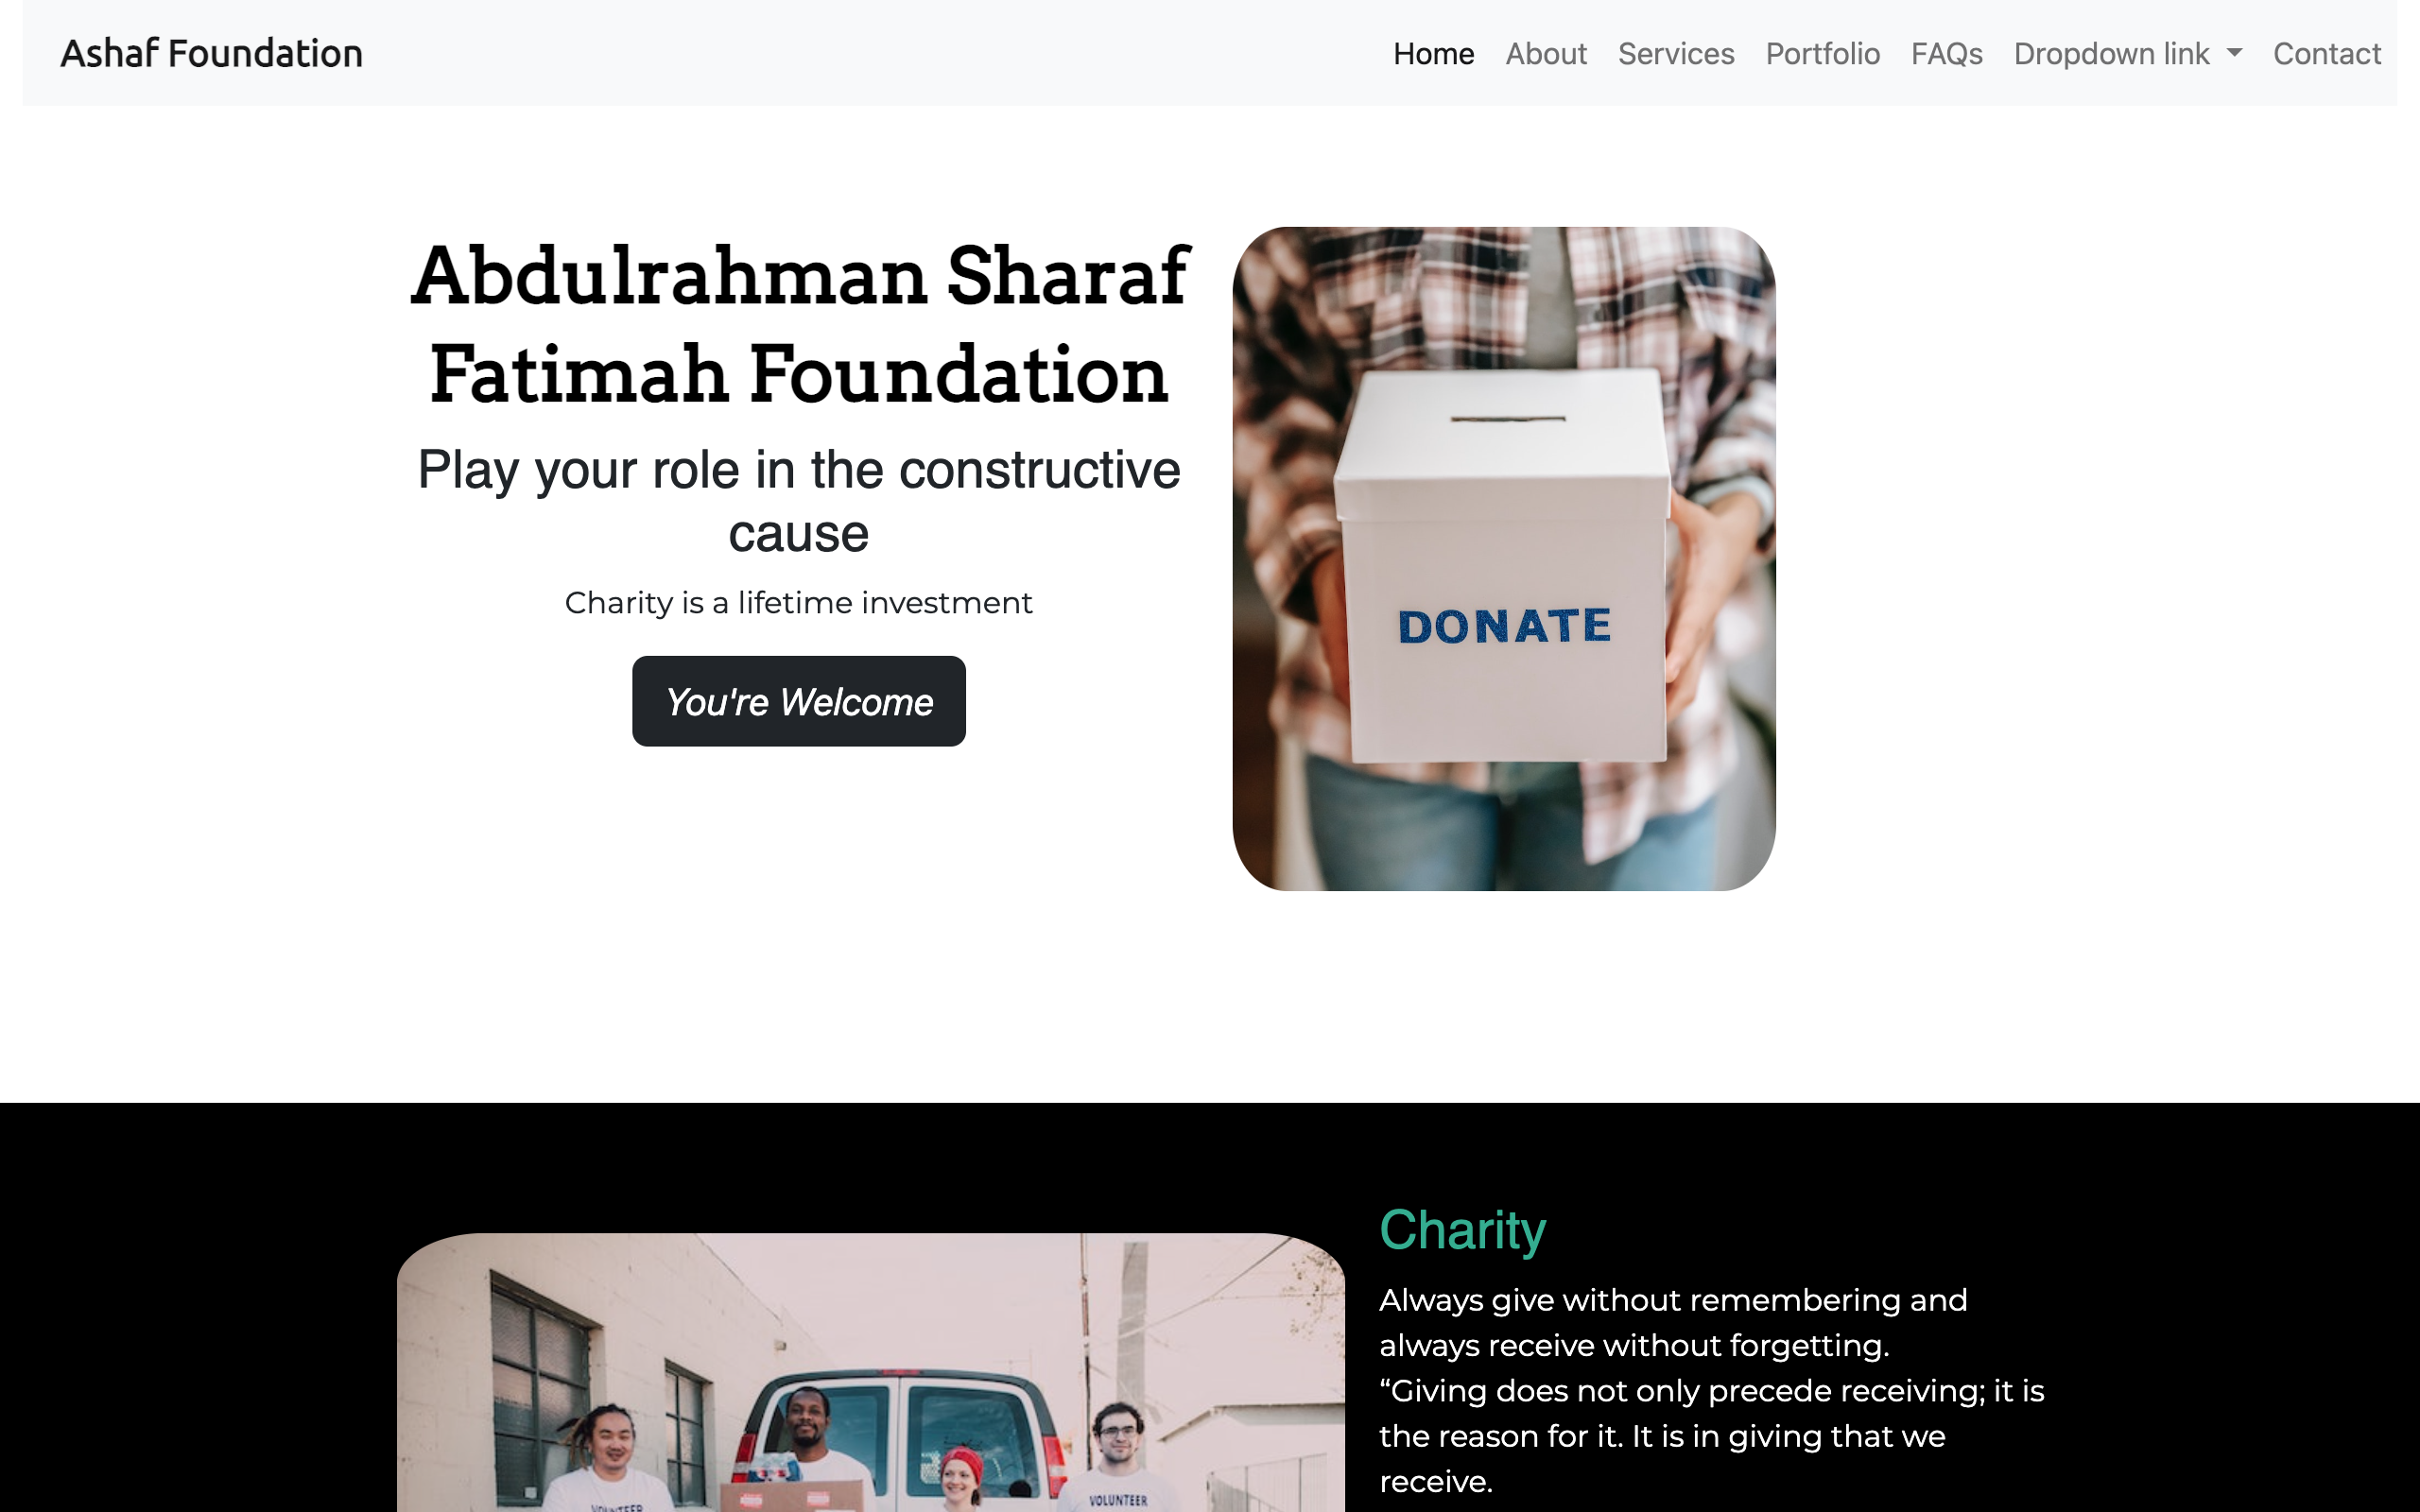 Ashaf Foundation
Home About Services Portfolio FAQs Dropdown link Contact
Abdulrahman Sharaf
Fatimah Foundation
Play your role in the constructive
cause
Charity is a lifetime investment
You're Welcome
DONATE
Charity
Always give without remembering and
always receive without forgetting.
“Giving does not only precede receiving; it is
the reason for it. It is in giving that we
receive.
VOLUNTEER
VOLUNTEER